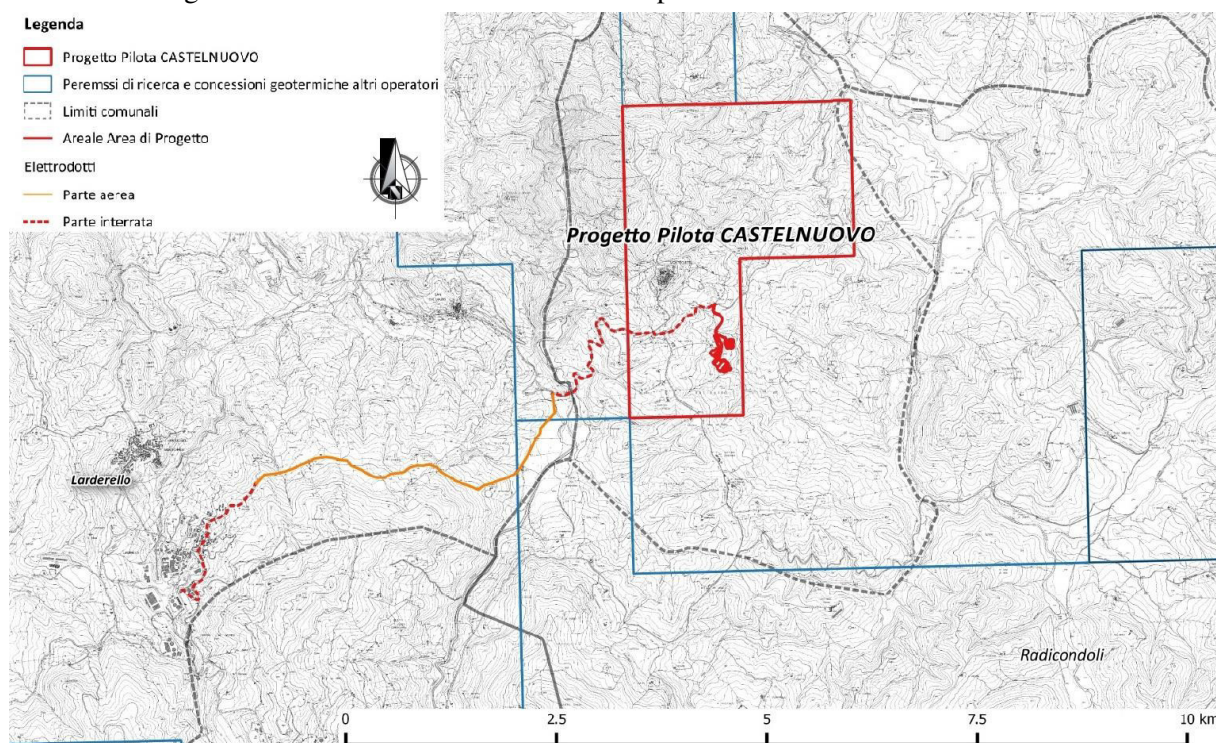 Legenda
Progetto Pilota CASTELNUOVO
Peremssi di ricerca e concessioni geotermiche altri operatori
Limiti comunali
Areale Area di Progetto
Elettrodotti
Parte aerea
Parte interrata
Progetto Pilota CASTELNUOVO
Larderello
Radicondoli
0 2.5 5 7.5 10 km